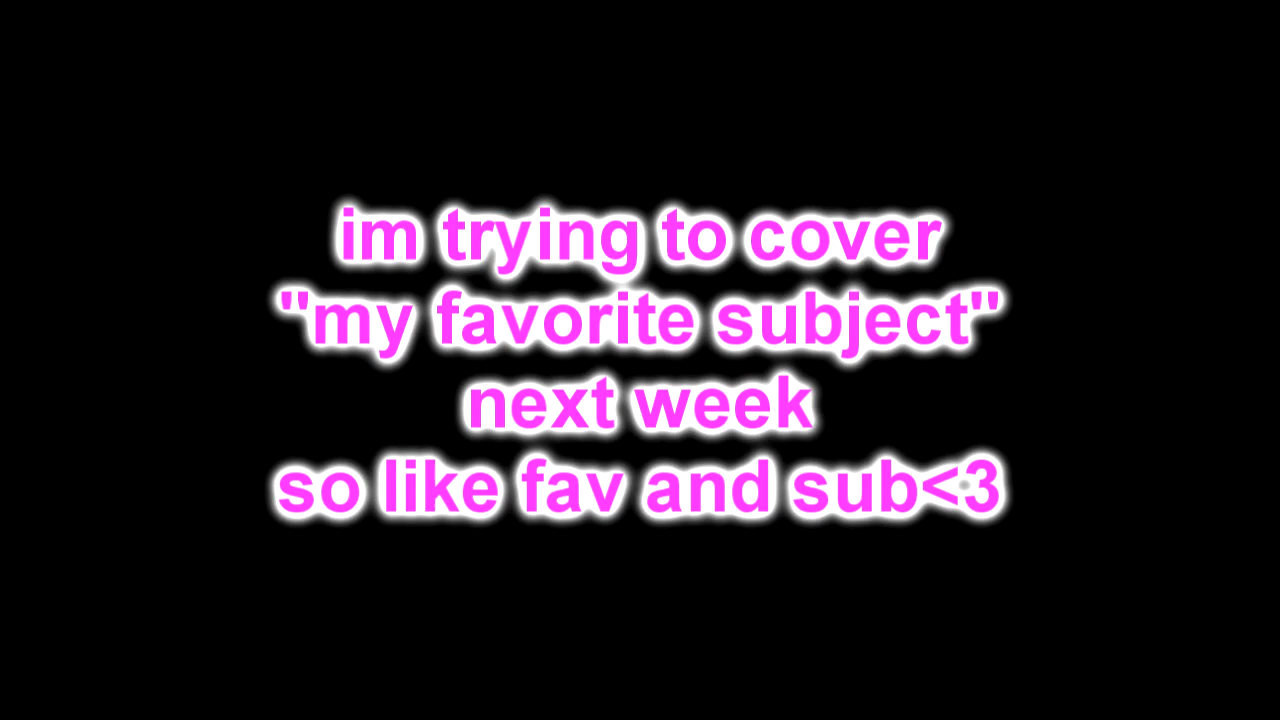 im trying to cover
"my favorite subject"
next week
so like fav and sub<3